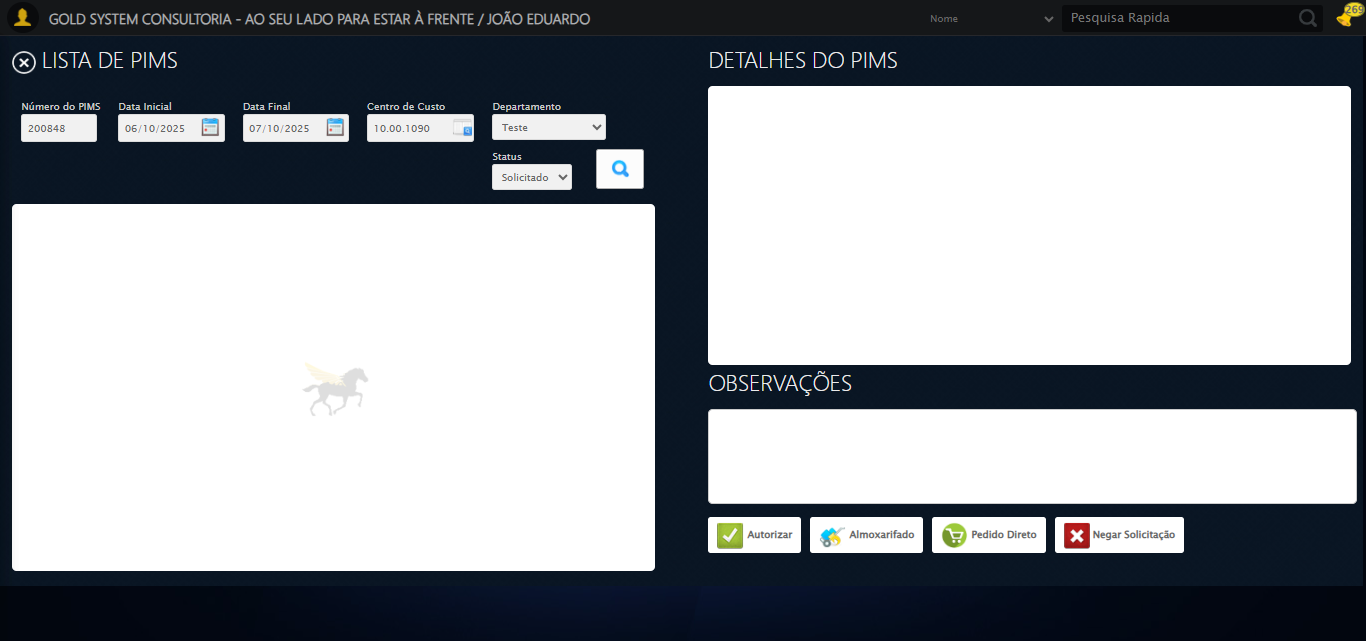 GOLD SYSTEM CONSULTORIA - AO SEU LADO PARA ESTAR À FRENTE / JOÃO EDUARDO
Nome
Pesquisa Rapida
269
LISTA DE PIMS
Número do PIMS
Data Inicial
Data Final
Centro de Custo
Departamento
200848
06/10/2025
07/10/2025
10.00.1090
Teste
Status
Solicitado
DETALHES DO PIMS
OBSERVAÇÕES
Autorizar
Almoxarifado
Pedido Direto
Negar Solicitação